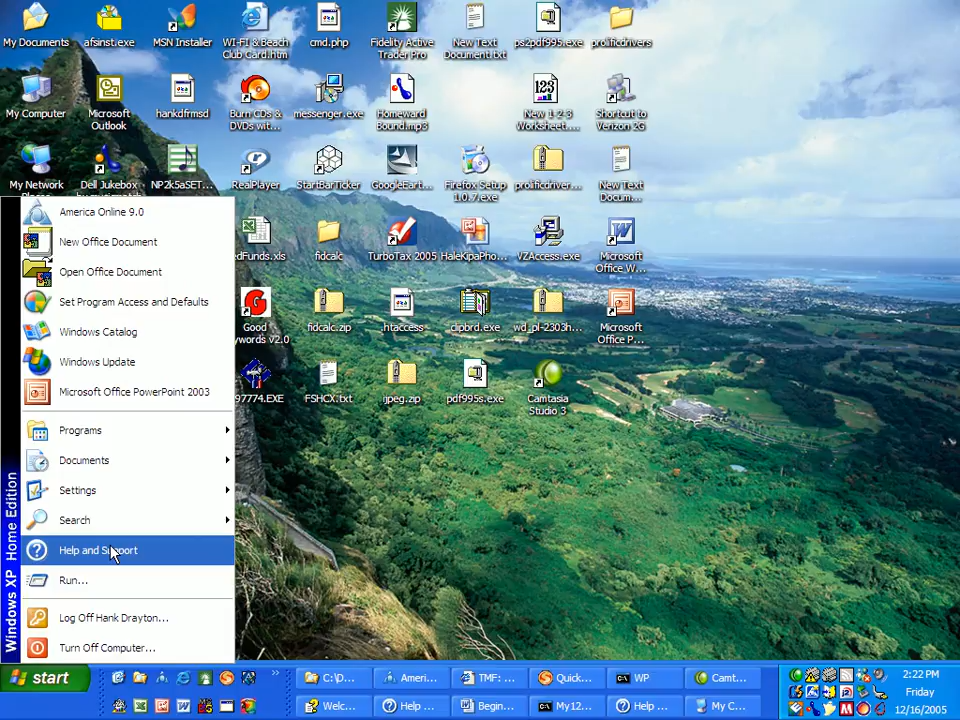 My Documents
afsinst.exe
MSN Installer
WI-FI & Beach
Club Card.htm
cmd.php
Fidelity Active
Trader Pro
New Text
Document.txt
ps2pdf995.exe
prolificdrivers
My Computer
Microsoft
Outlook
hankdfrmsd
Burn CDs &
DVDs wit...
messenger.exe
Homeward
Bound.mp3
New 1-2-3
Worksheet....
Shortcut to
Verizon 2G
My Network
Dell Jukebox
NP2k5aSET...
RealPlayer
StartBarTicker
GoogleEart...
Firefox Setup
1.0.7.exe
prolificdriver...
New Text
Docum...
edFunds.xls
fidcalc
TurboTax 2005
HaleKipaPho...
VZAccess.exe
Microsoft
Office W...
Good
ywords v2.0
fidcalc.zip
.htaccess
clipbrd.exe
wd_pl-2303h...
Microsoft
Office P...
97774.EXE
FSHCX.txt
ijpeg.zip
pdf995s.exe
Camtasia
Studio 3
America Online 9.0
New Office Document
Open Office Document
Set Program Access and Defaults
Windows Catalog
Windows Update
Microsoft Office PowerPoint 2003
Programs
Documents
Settings
Search
Help and Support
Run...
Log Off Hank Drayton...
Turn Off Computer...
Windows XP Home Edition
start
»
C:\D...
Ameri...
TMF: ...
Quick...
WP
Camt...
Welc...
Help ...
Begin...
My12...
Help ...
My C...
2:22 PM
Friday
12/16/2005